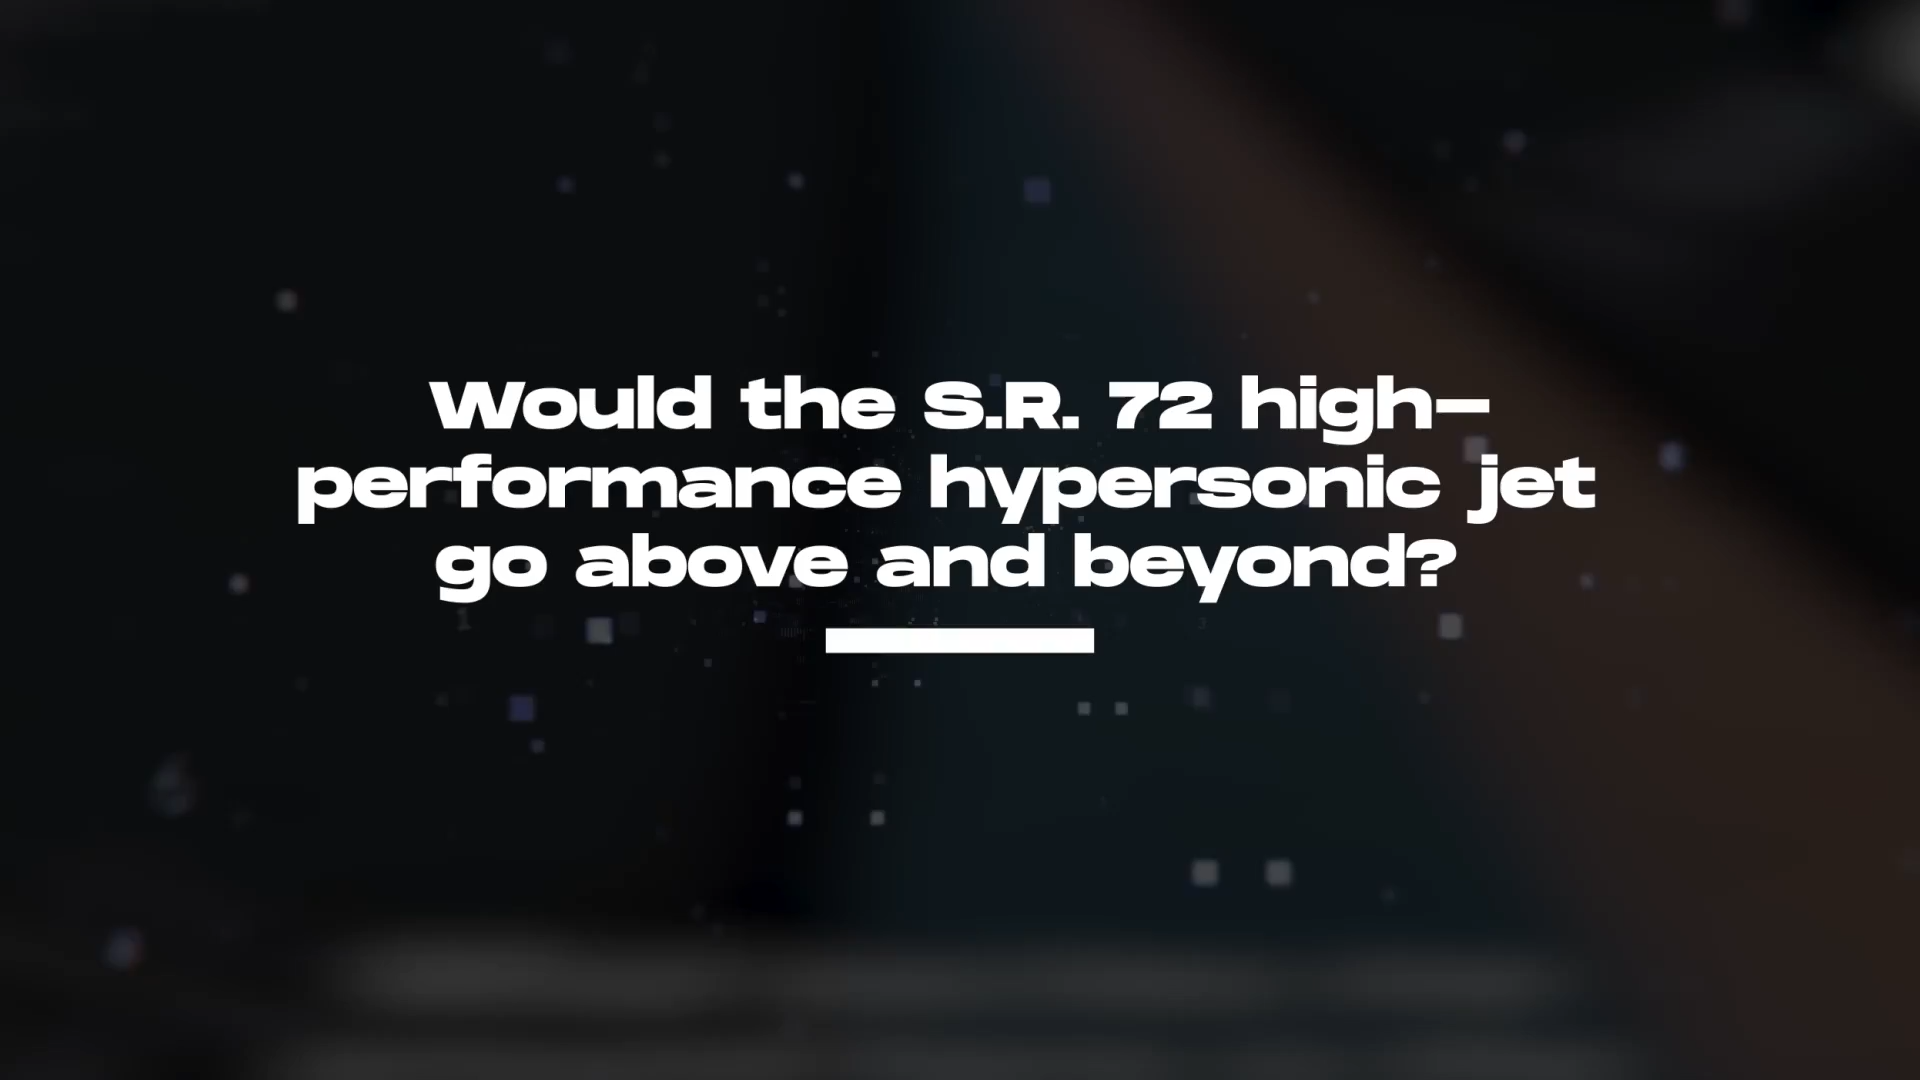 Would the S.R. 72 high-
performance hypersonic jet
go above and beyond?